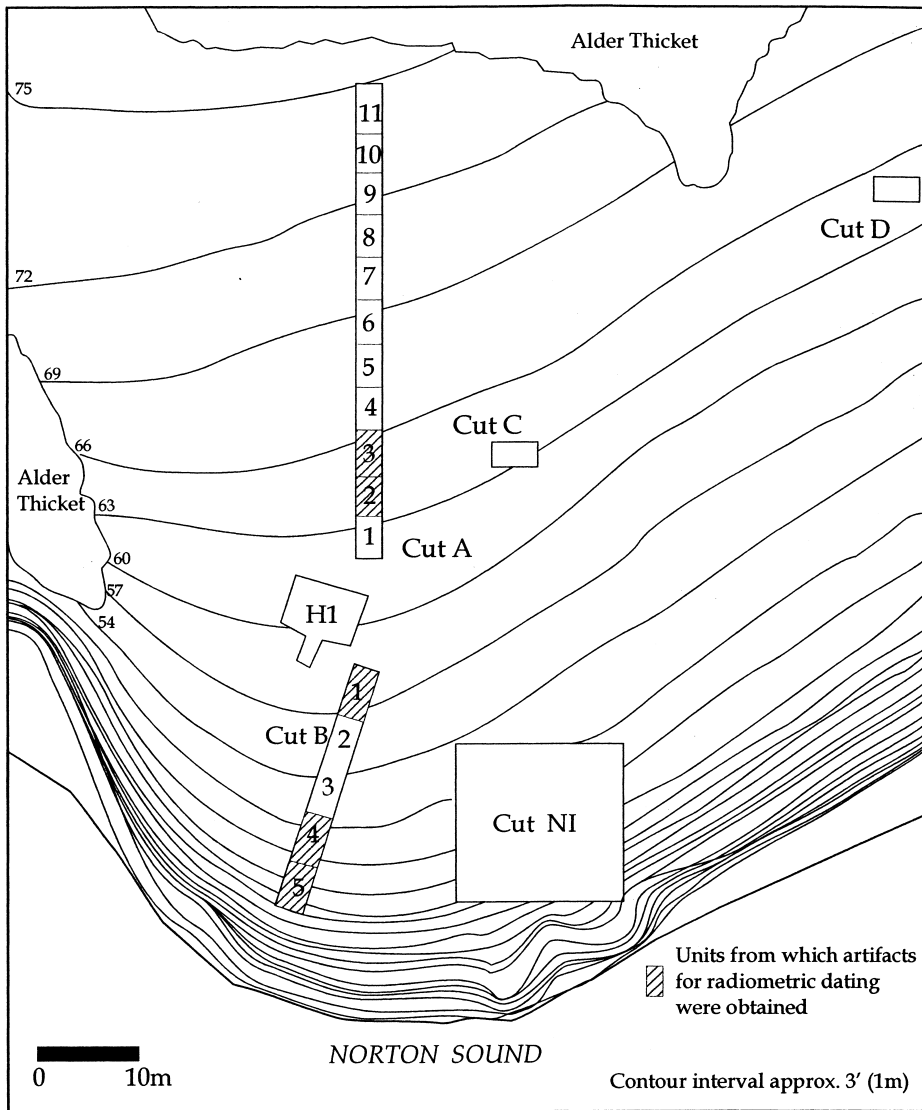 Alder Thicket
75
11
10
9
Cut D
8
72
7
6
69
5
4
Cut C
66
3
Alder
Thicket
2
63
1
Cut A
60
57
H1
54
1
Cut B
2
3
Cut NI
4
5
Units from which artifacts
for radiometric dating
were obtained
NORTON SOUND
0 10m
Contour interval approx. 3' (1m)